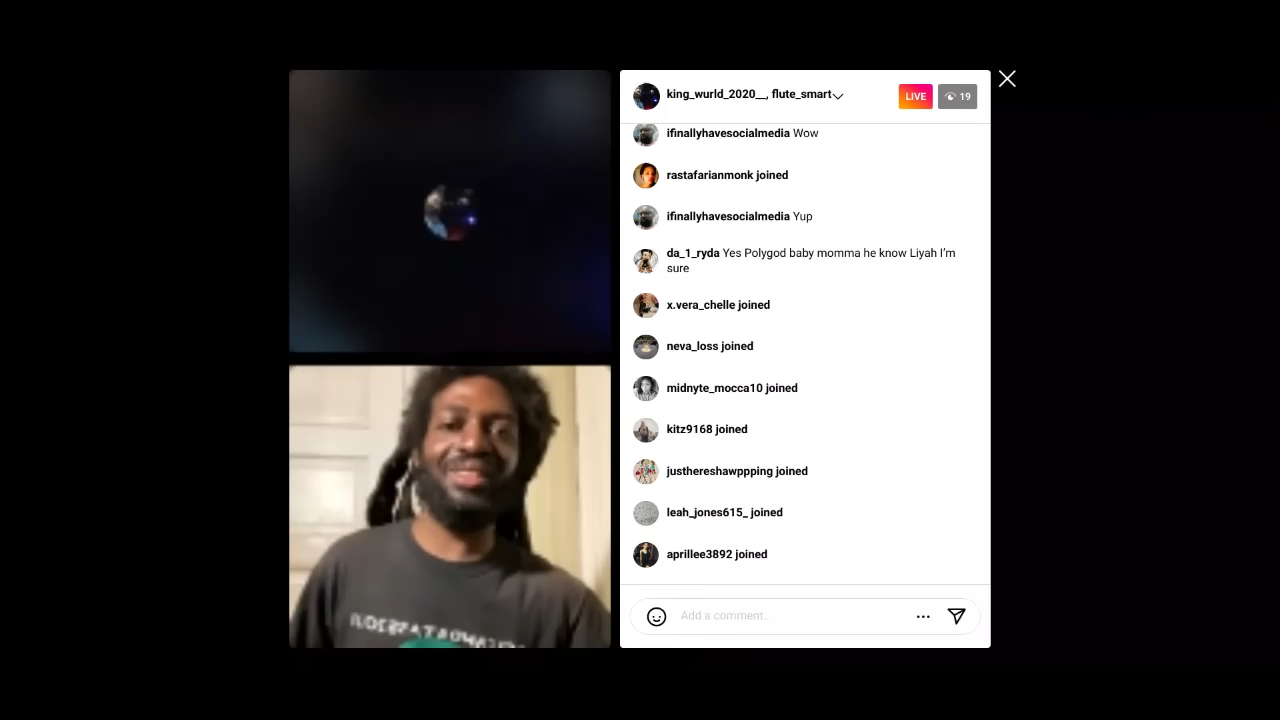 king_wurld_2020__, flute_smart
LIVE
19
ifinallyhavesocialmedia Wow
rastafarianmonk joined
ifinallyhavesocialmedia Yup
da_1_ryda Yes Polygod baby momma he know Liyah I'm
sure
x.vera_chelle joined
neva_loss joined
midnyte_mocca10 joined
kitz9168 joined
justhereshawppping joined
leah_jones615_ joined
aprillee3892 joined
Add a comment...